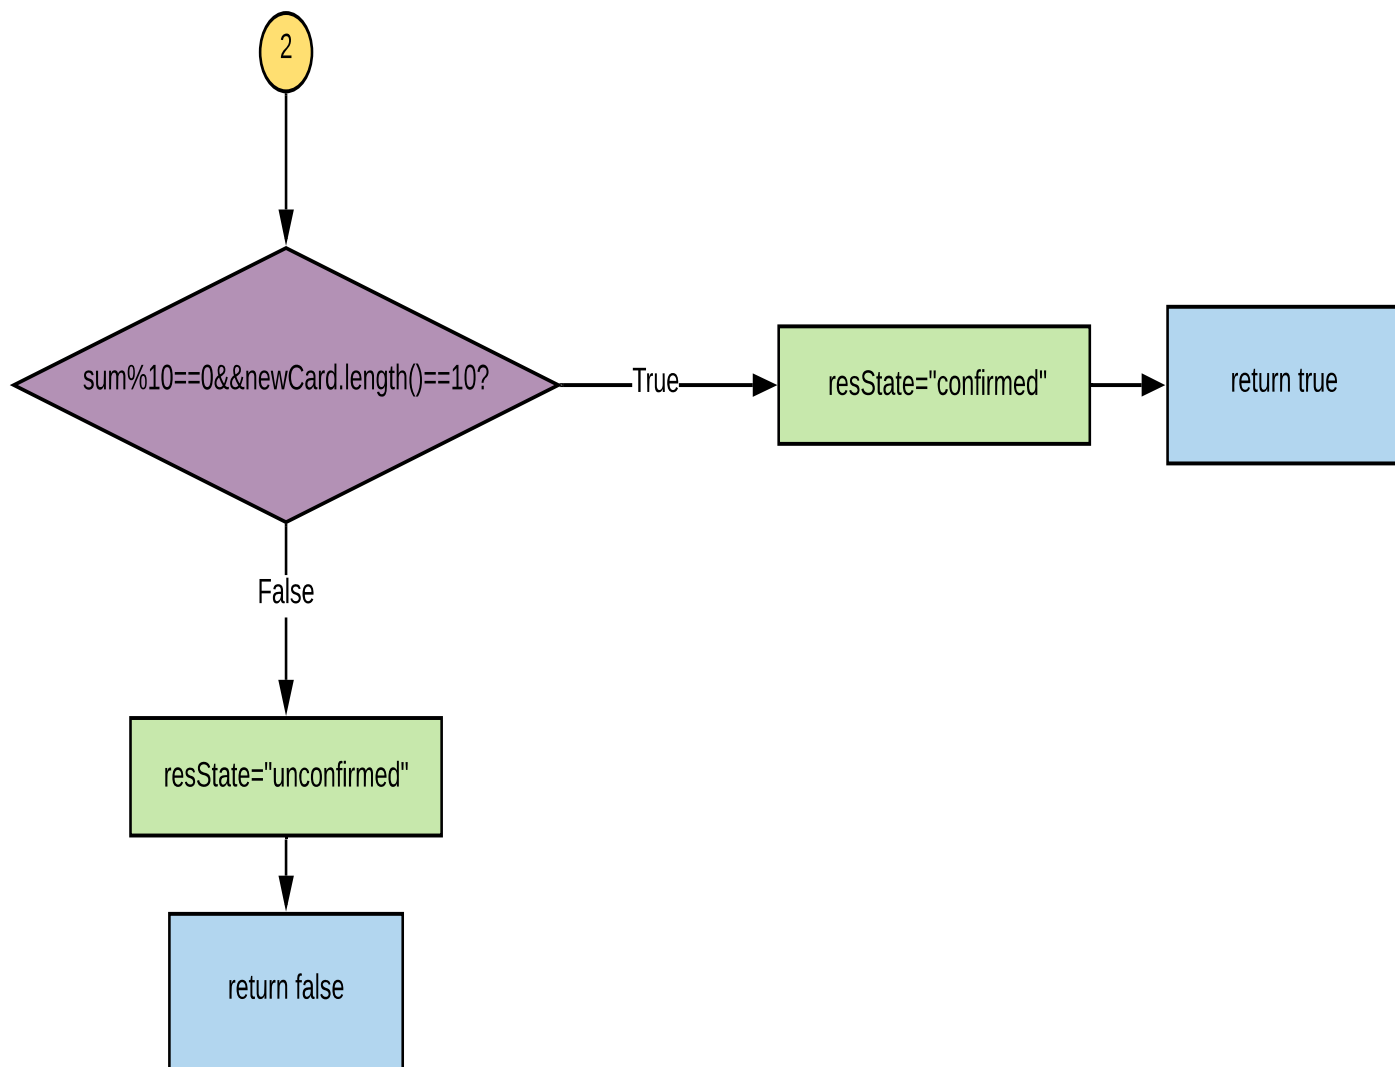 2
sum%10==0&&newCard.length()==10?
True
resState="confirmed"
return true
False
resState="unconfirmed"
return false